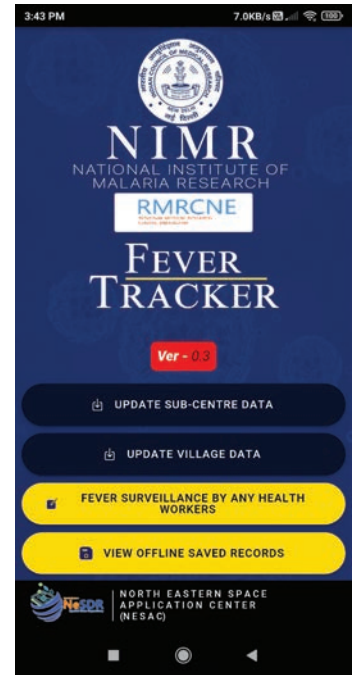 3:43 PM
7.0KB/s
100
NIMR
NATIONAL INSTITUTE OF
MALARIA RESEARCH
RMRCNE
FEVER
TRACKER
Ver - 0.3
UPDATE SUB-CENTRE DATA
UPDATE VILLAGE DATA
FEVER SURVEILLANCE BY ANY HEALTH
WORKERS
VIEW OFFLINE SAVED RECORDS
NeSDR
NORTH EASTERN SPACE
APPLICATION CENTER
(NESAC)